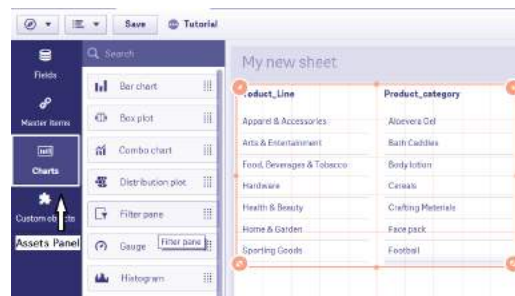 Save Tutorial
Fields
Master items
Charts
Custom objects
Assets Panel
Search
Bar chart
Box plot
Combo chart
Distribution plot
Filter pane
Gauge
Filter pane
Histogram
My new sheet
roduct_Line Product_category
Apparel & Accessories Aloevera Gel
Arts & Entertainment Bath Caddies
Food, Beverages & Tobacco Body lotion
Hardware Cereals
Health & Beauty Crafting Materials
Home & Garden Face pack
Sporting Goods Football